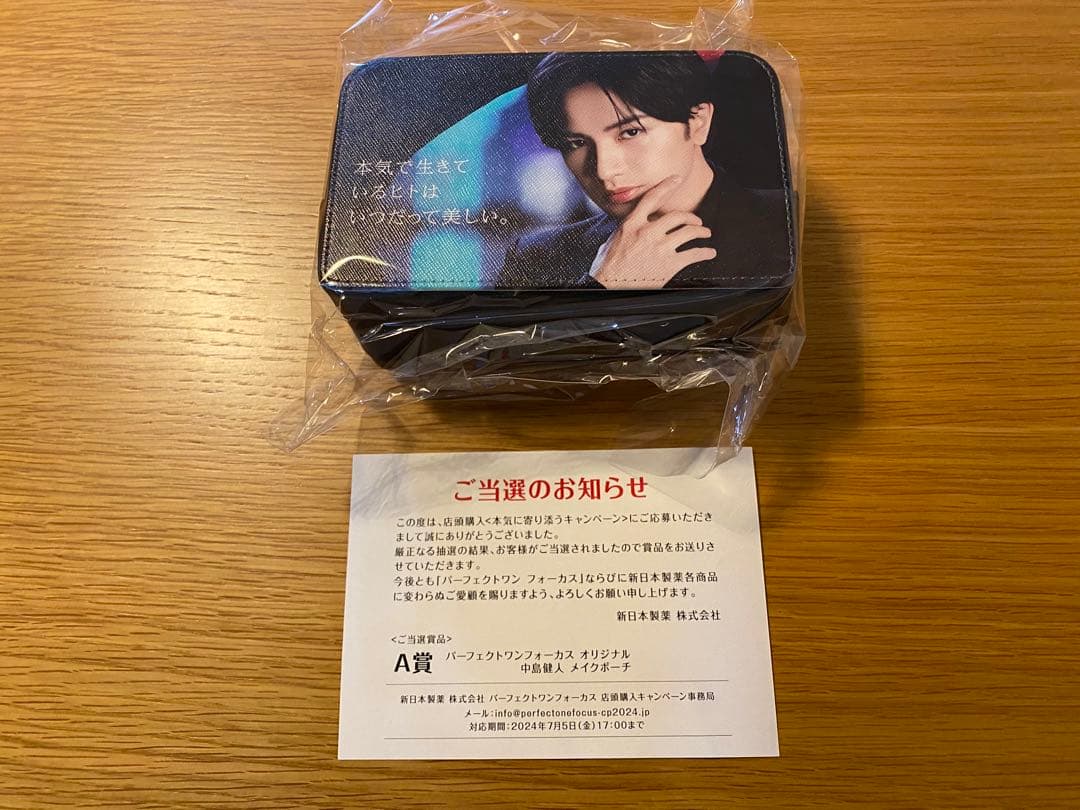 本気で生きて
いるヒトは
いつだって美しい。
ご当選のお知らせ
この度は、店頭購入<本気に寄り添うキャンペーン>にご応募いただき
まして誠にありがとうございました。
厳正なる抽選の結果、お客様がご当選されましたので賞品をお送りさ
せていただきます。
今後とも「パーフェクトワン フォーカス」ならびに新日本製薬各商品
に変わらぬご愛顧を賜りますよう、よろしくお願い申し上げます。
新日本製薬 株式会社
<ご当選賞品>
A賞 パーフェクトワンフォーカス オリジナル
中島健人 メイクポーチ
新日本製薬 株式会社 パーフェクトワンフォーカス 店頭購入キャンペーン事務局
メール:info@perfectonefocus-cp2024.jp
対応期間:2024年7月5日(金)17:00まで